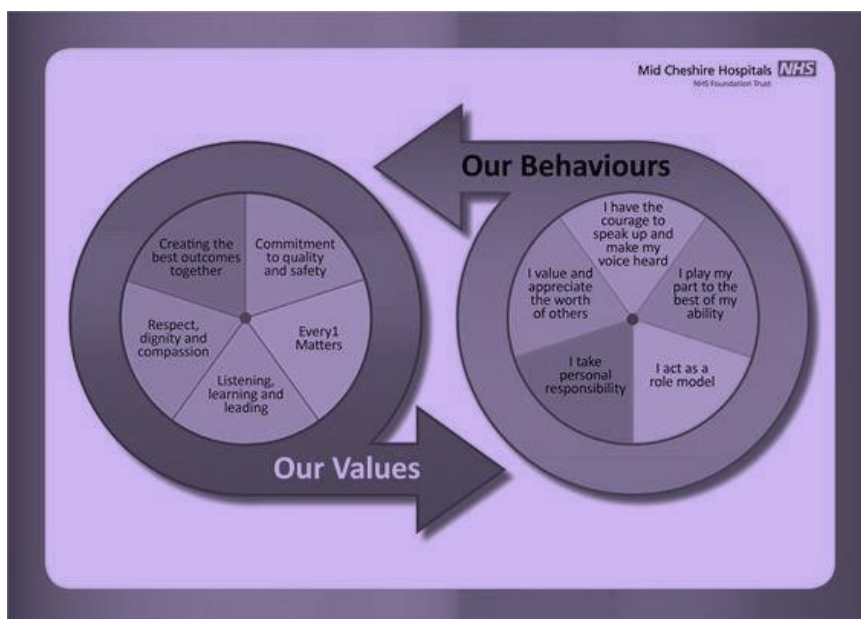 Mid Cheshire Hospitals NHS
NHS Foundation Trust
Our Behaviours
Creating the
best outcomes
together
Commitment
to quality
and safety
Every1
Matters
Listening,
learning and
leading
Respect,
dignity and
compassion
Our Values
I have the
courage to
speak up and
make my
voice heard
I play my
part to the
best of my
ability
I act as a
role model
I take
personal
responsibility
I value and
appreciate
the worth
of others